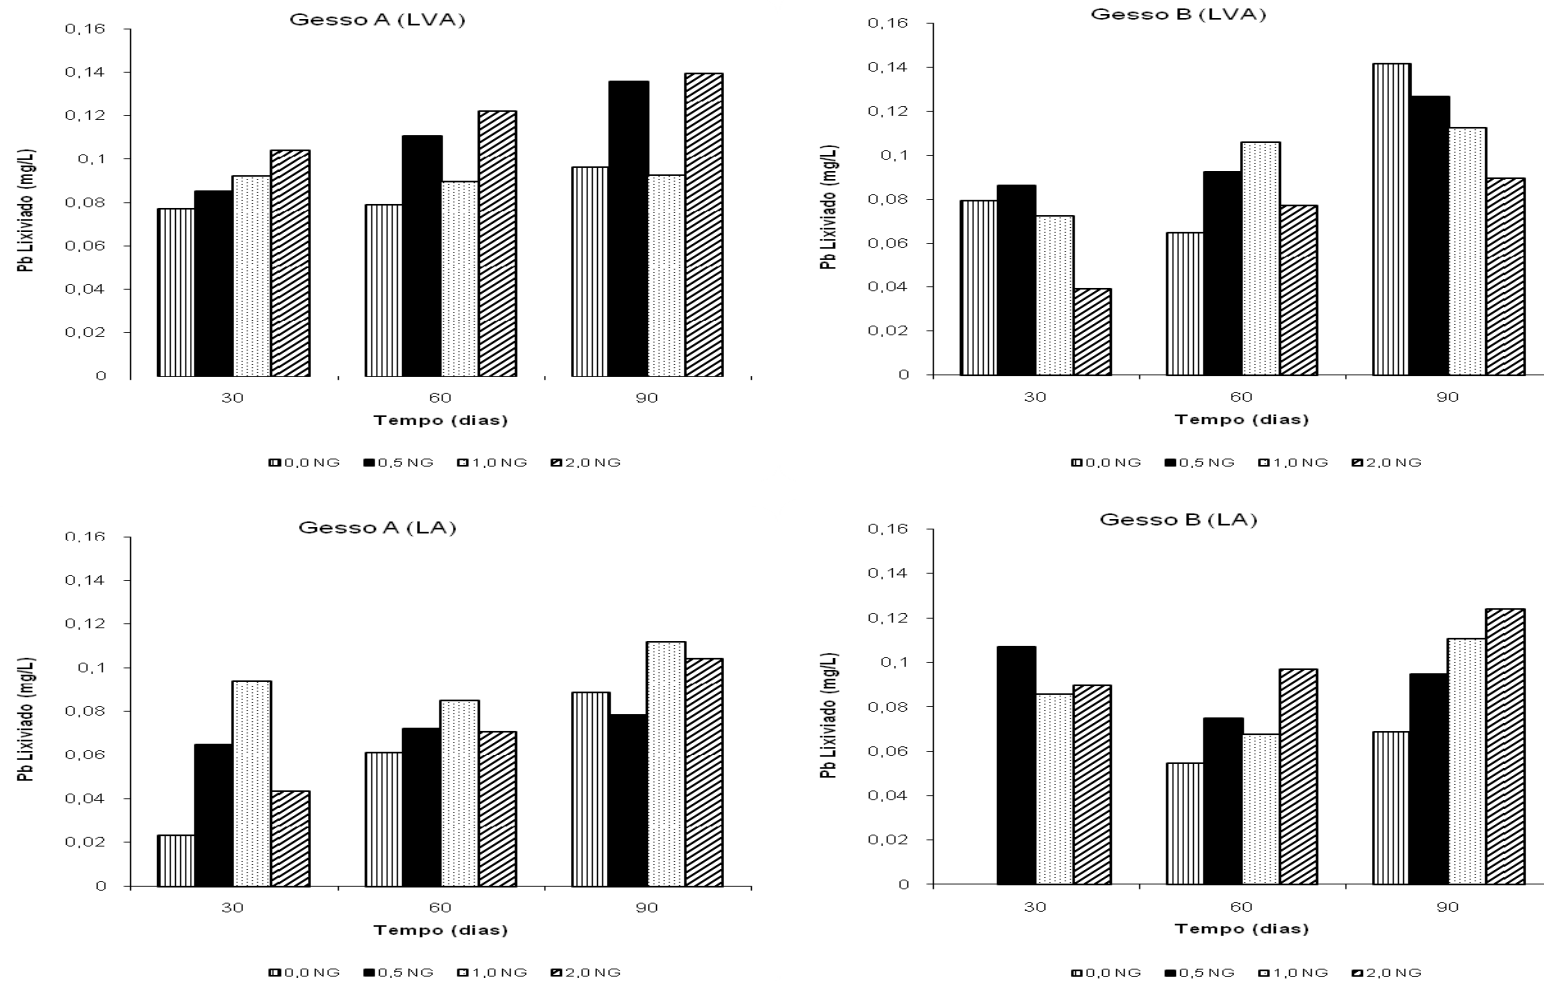 Gesso A (LVA)
Pb Lixiviado (mg/L)
0,16
0,14
0,12
0,1
0,08
0,06
0,04
0,02
0
30 60 90
Tempo (dias)
0,0 NG 0,5 NG 1,0 NG 2,0 NG
Gesso B (LVA)
Pb Lixiviado (mg/L)
0,16
0,14
0,12
0,1
0,08
0,06
0,04
0,02
0
30 60 90
Tempo (dias)
0,0 NG 0,5 NG 1,0 NG 2,0 NG
Gesso A (LA)
Pb Lixiviado (mg/L)
0,16
0,14
0,12
0,1
0,08
0,06
0,04
0,02
0
30 60 90
Tempo (dias)
0,0 NG 0,5 NG 1,0 NG 2,0 NG
Gesso B (LA)
Pb Lixiviado (mg/L)
0,16
0,14
0,12
0,1
0,08
0,06
0,04
0,02
0
30 60 90
Tempo (dias)
0,0 NG 0,5 NG 1,0 NG 2,0 NG